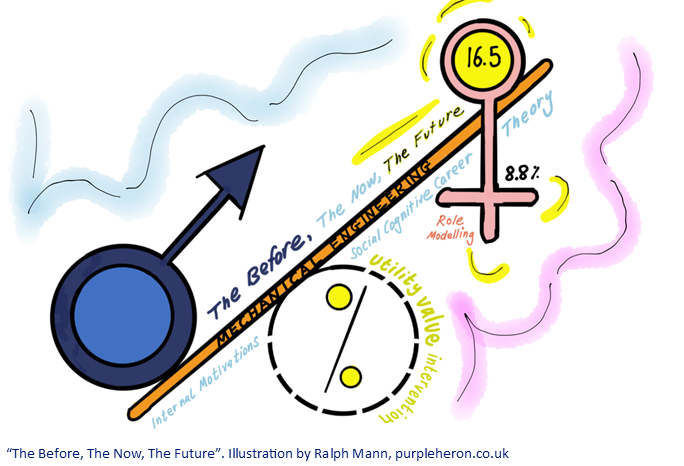 16.5
The Before, The Now, The Future
MECHANICAL ENGINEERING
Social Cognitive Career Theory
8.8%
Role
Modelling
Internal Motivations
utility value intervention
“The Before, The Now, The Future”. Illustration by Ralph Mann, purpleheron.co.uk